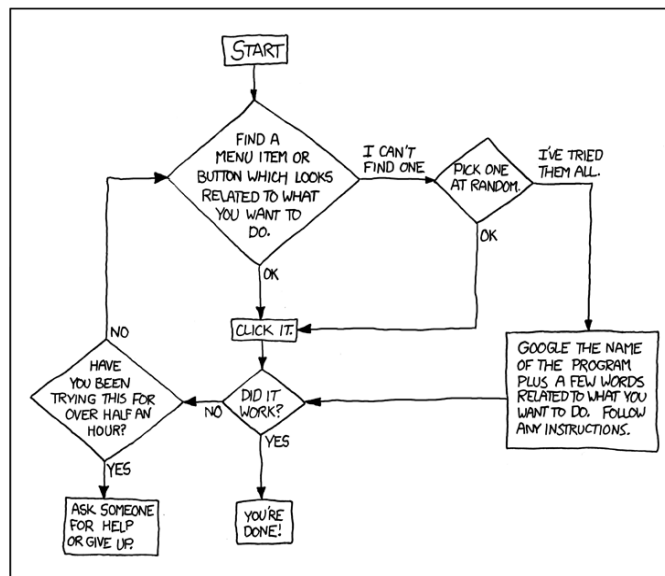 START
FIND A
MENU ITEM OR
BUTTON WHICH LOOKS
RELATED TO WHAT
YOU WANT TO
DO.
I CAN'T
FIND ONE
PICK ONE
AT RANDOM.
I'VE TRIED
THEM ALL.
OK
OK
CLICK IT.
NO
GOOGLE THE NAME
OF THE PROGRAM
PLUS A FEW WORDS
RELATED TO WHAT YOU
WANT TO DO. FOLLOW
ANY INSTRUCTIONS.
HAVE
YOU BEEN
TRYING THIS FOR
OVER HALF AN
HOUR?
NO
DID IT
WORK?
YES
YES
ASK SOMEONE
FOR HELP
OR GIVE UP.
YOU'RE
DONE!